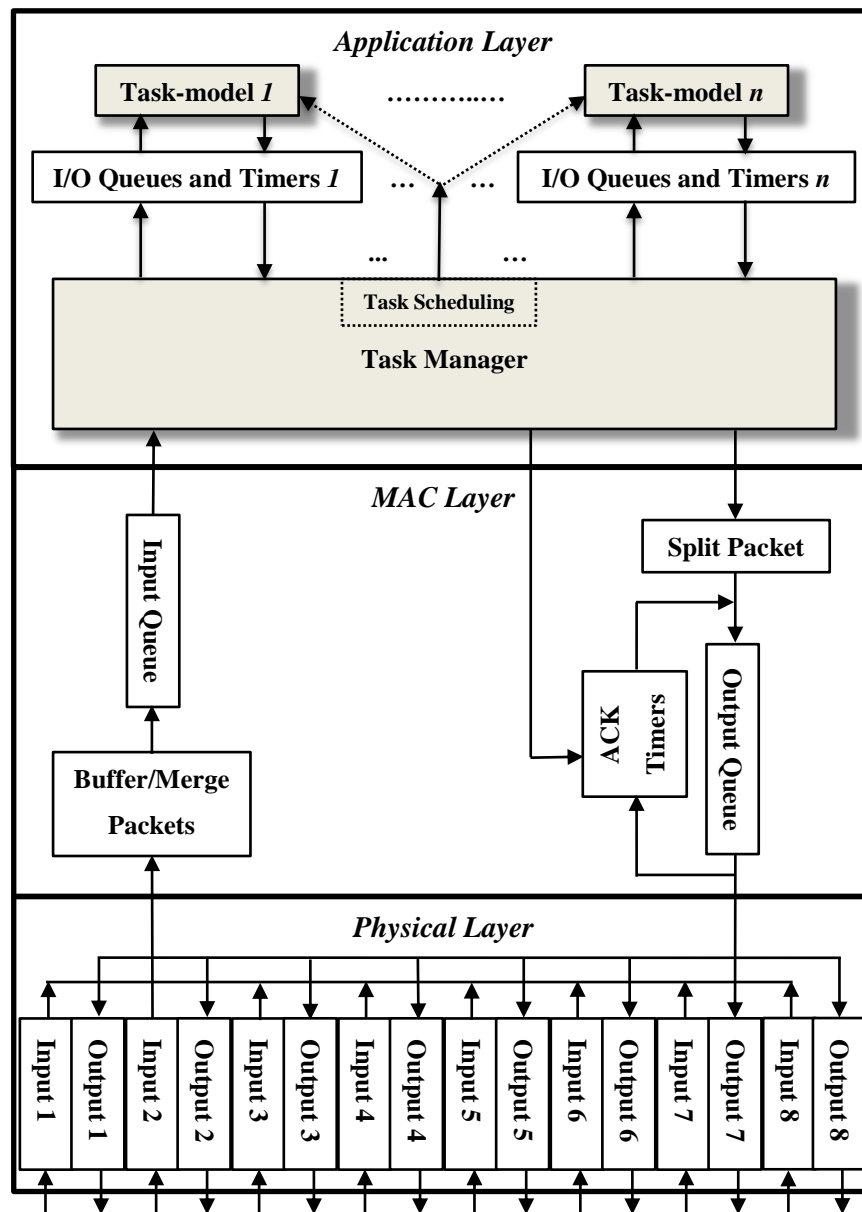 Application Layer
Task-model 1
………..…
Task-model n
I/O Queues and Timers 1
…
…
I/O Queues and Timers n
...
…
Task Scheduling
Task Manager
MAC Layer
Input Queue
Split Packet
ACK
Timers
Output Queue
Buffer/Merge
Packets
Physical Layer
Input 1
Output 1
Input 2
Output 2
Input 3
Output 3
Input 4
Output 4
Input 5
Output 5
Input 6
Output 6
Input 7
Output 7
Input 8
Output 8